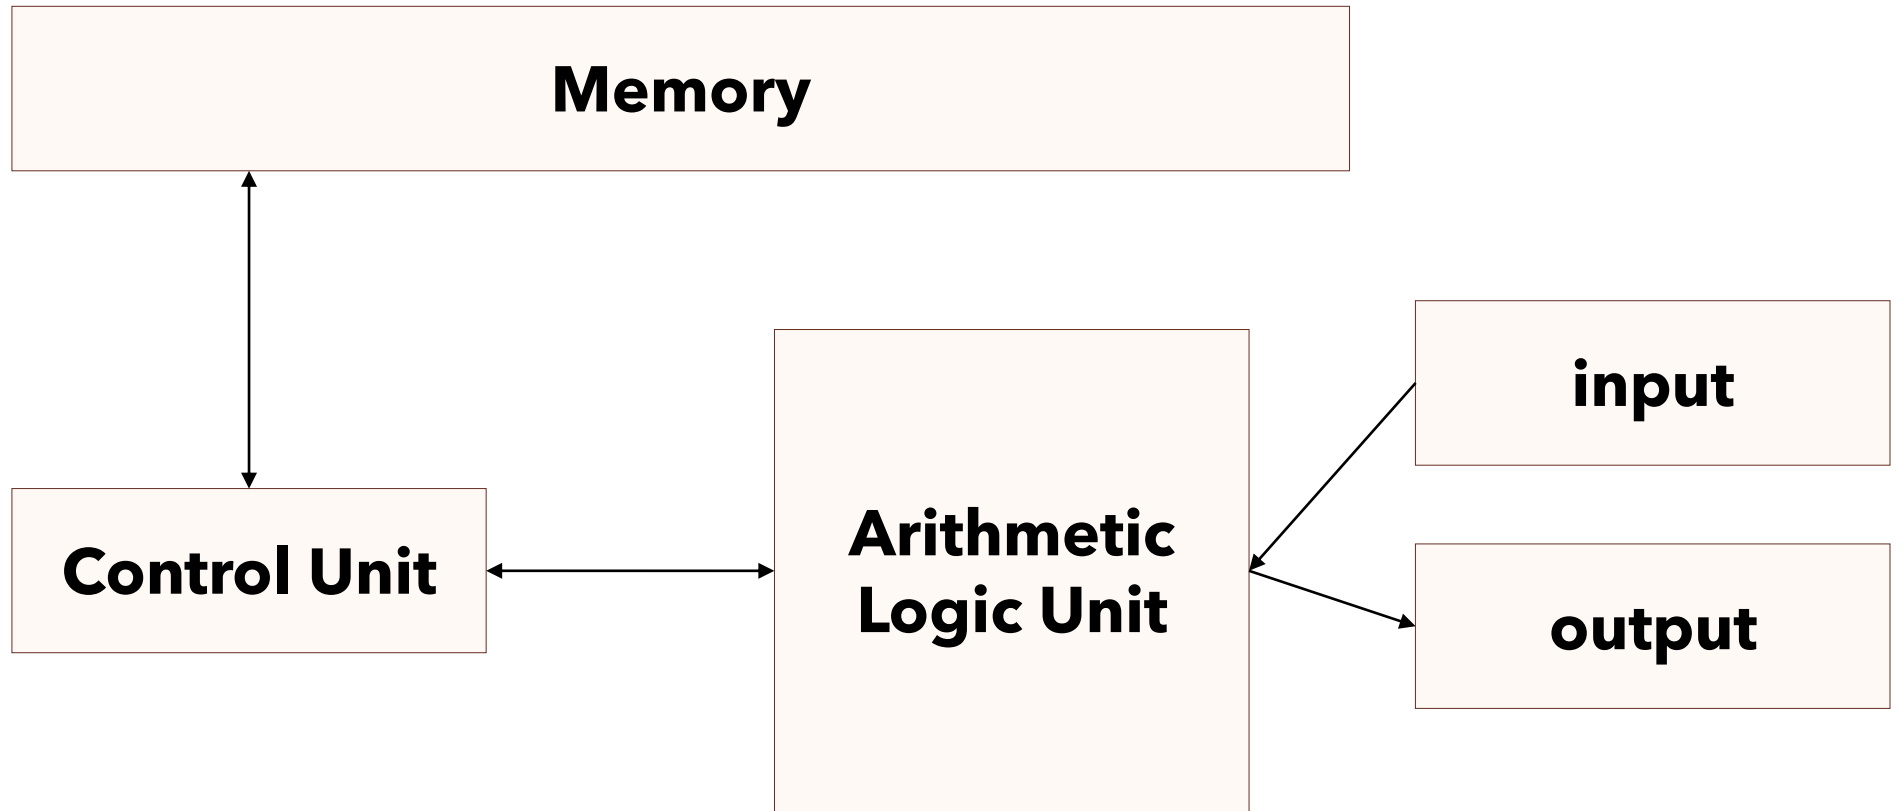 Memory
Control Unit
Arithmetic
Logic Unit
input
output